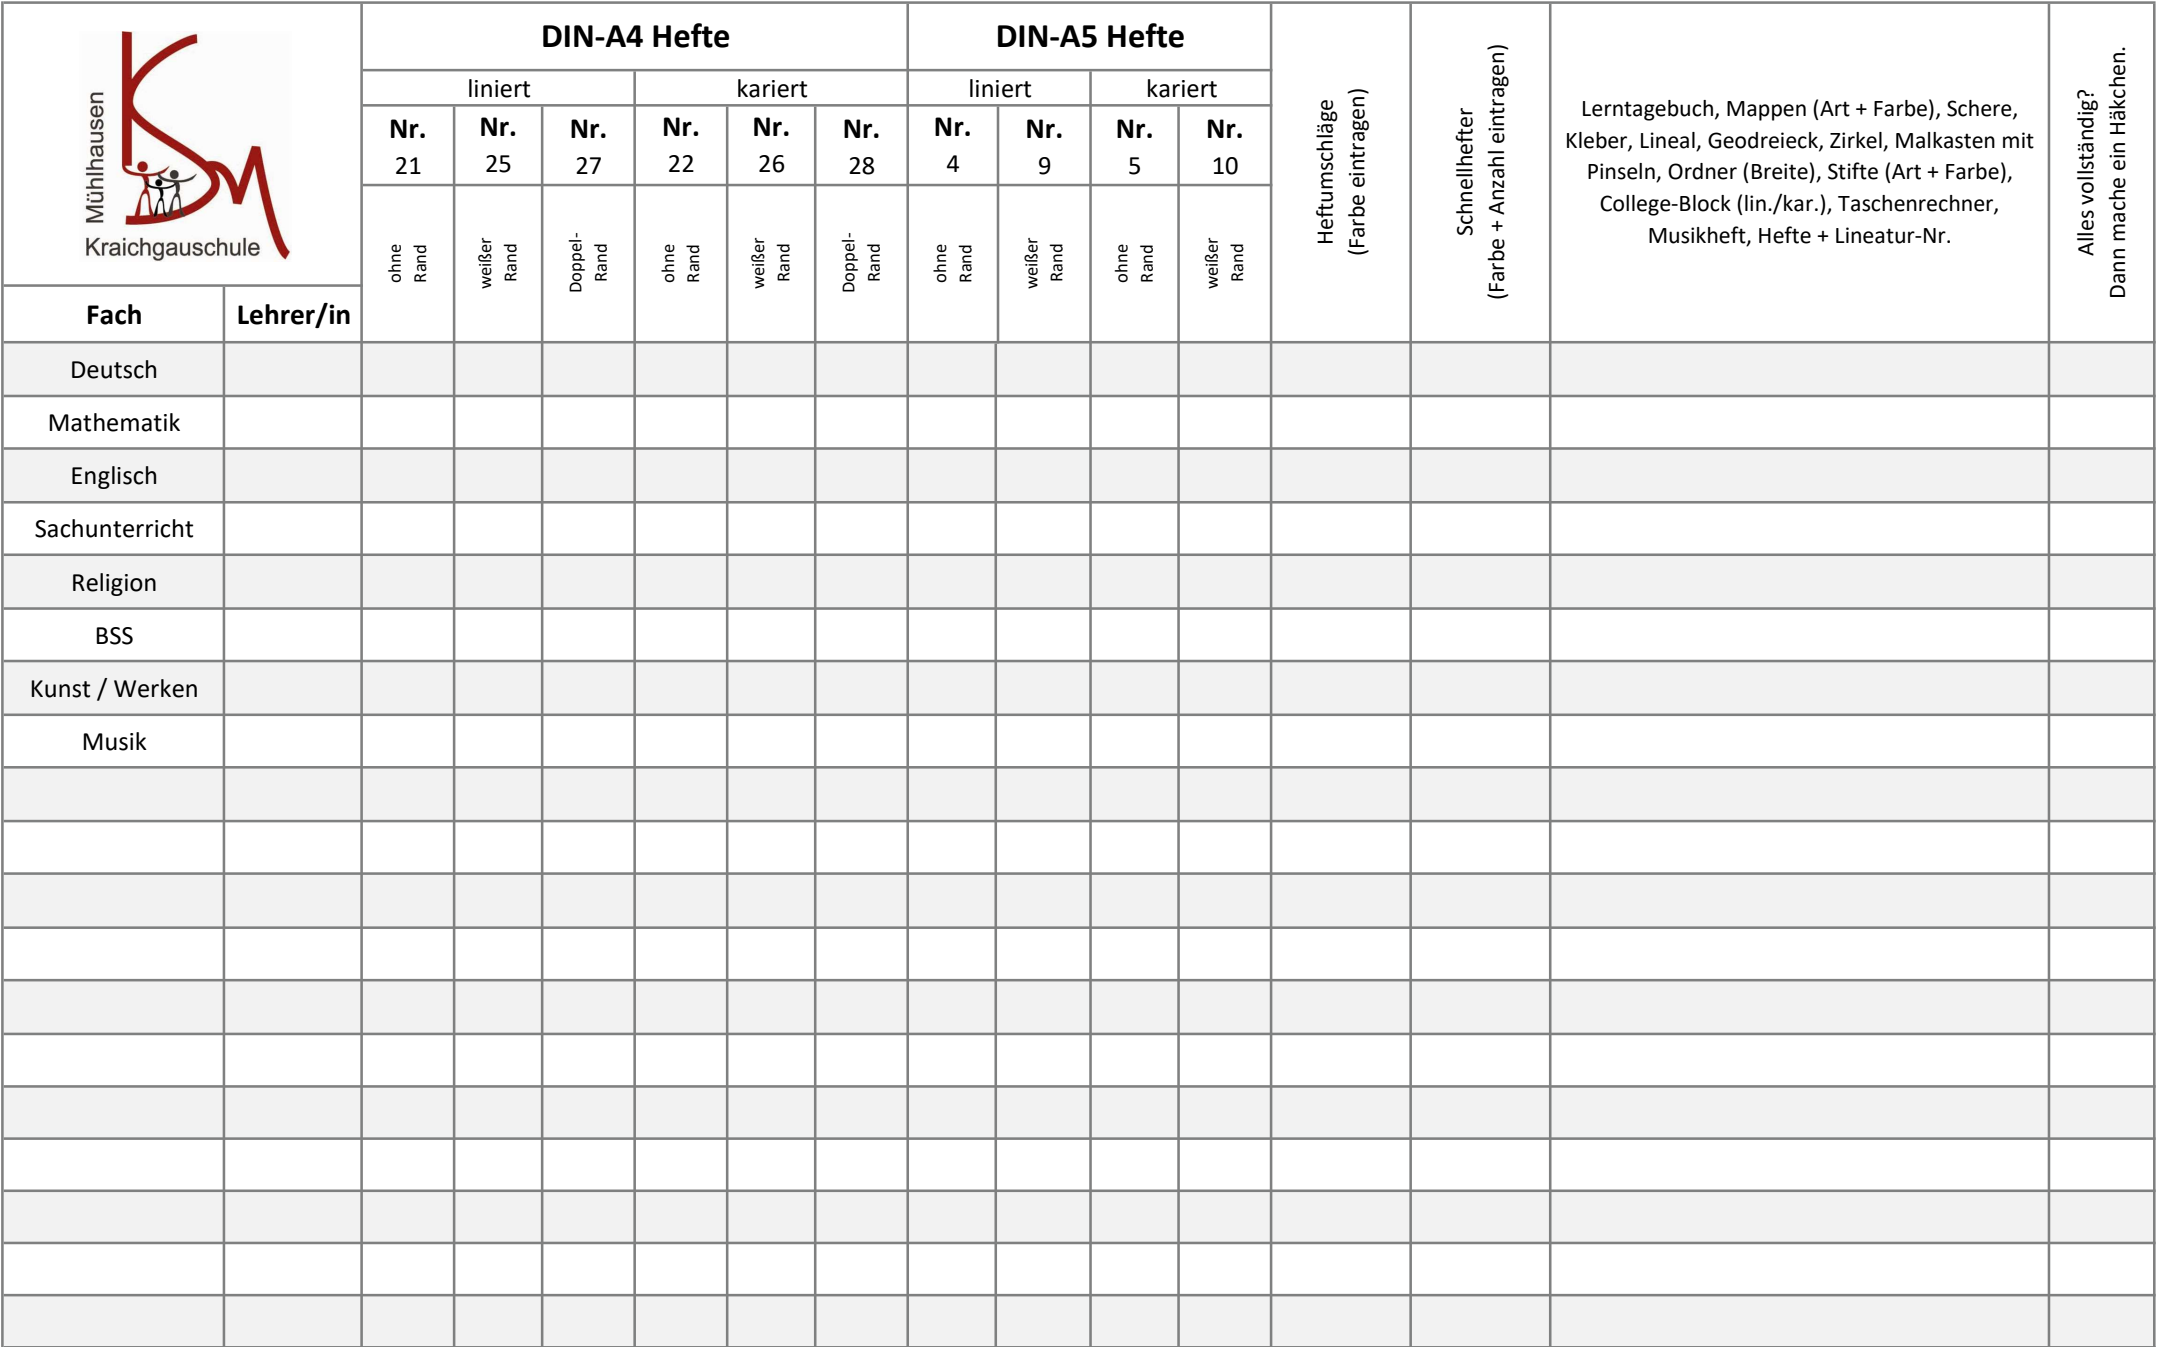 Mühlhausen
KSM
Kraichgauschule
DIN-A4 Hefte
DIN-A5 Hefte
liniert
kariert
liniert
kariert
Nr.
21
Nr.
25
Nr.
27
Nr.
22
Nr.
26
Nr.
28
Nr.
4
Nr.
9
Nr.
5
Nr.
10
ohne
Rand
weißer
Rand
Doppel-
Rand
ohne
Rand
weißer
Rand
Doppel-
Rand
ohne
Rand
weißer
Rand
ohne
Rand
weißer
Rand
Heftumschläge
(Farbe eintragen)
Schnellhefter
(Farbe + Anzahl eintragen)
Lerntagebuch, Mappen (Art + Farbe), Schere,
Kleber, Lineal, Geodreieck, Zirkel, Malkasten mit
Pinseln, Ordner (Breite), Stifte (Art + Farbe),
College-Block (lin./kar.), Taschenrechner,
Musikheft, Hefte + Lineatur-Nr.
Alles vollständig?
Dann mache ein Häkchen.
Fach
Lehrer/in
Deutsch
Mathematik
Englisch
Sachunterricht
Religion
BSS
Kunst / Werken
Musik